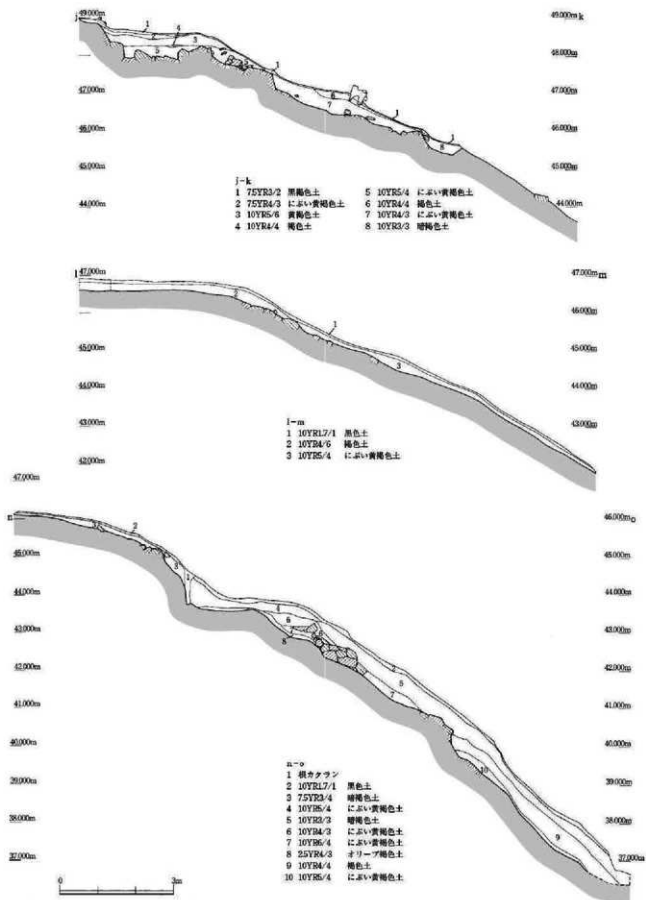 49.000m
49.000m
j
k
48.000m
47.000m
47.000m
46.000m
46.000m
45.000m
45.000m
44.000m
44.000m
j-k
1 7.5YR3/2 黒褐色土
2 7.5YR4/3 にぶい黄褐色土
3 10YR5/6 黄褐色土
4 10YR4/4 褐色土
5 10YR5/4 にぶい黄褐色土
6 10YR4/4 褐色土
7 10YR4/3 にぶい黄褐色土
8 10YR3/3 暗褐色土
47.000m
47.000m
l
m
46.000m
45.000m
45.000m
44.000m
44.000m
43.000m
43.000m
42.000m
l-m
1 10YR1.7/1 黒色土
2 10YR4/6 褐色土
3 10YR5/4 にぶい黄褐色土
47.000m
46.000m
n
o
45.000m
45.000m
44.000m
44.000m
43.000m
43.000m
42.000m
42.000m
41.000m
41.000m
40.000m
40.000m
39.000m
39.000m
38.000m
38.000m
37.000m
37.000m
n-o
1 根カクラン
2 10YR1.7/1 黒色土
3 7.5YR3/4 暗褐色土
4 10YR5/4 にぶい黄褐色土
5 10YR3/3 暗褐色土
6 10YR4/3 にぶい黄褐色土
7 10YR6/4 にぶい黄褐色土
8 2.5YR4/3 オリーブ褐色土
9 10YR4/4 褐色土
10 10YR5/4 にぶい黄褐色土
0
3m